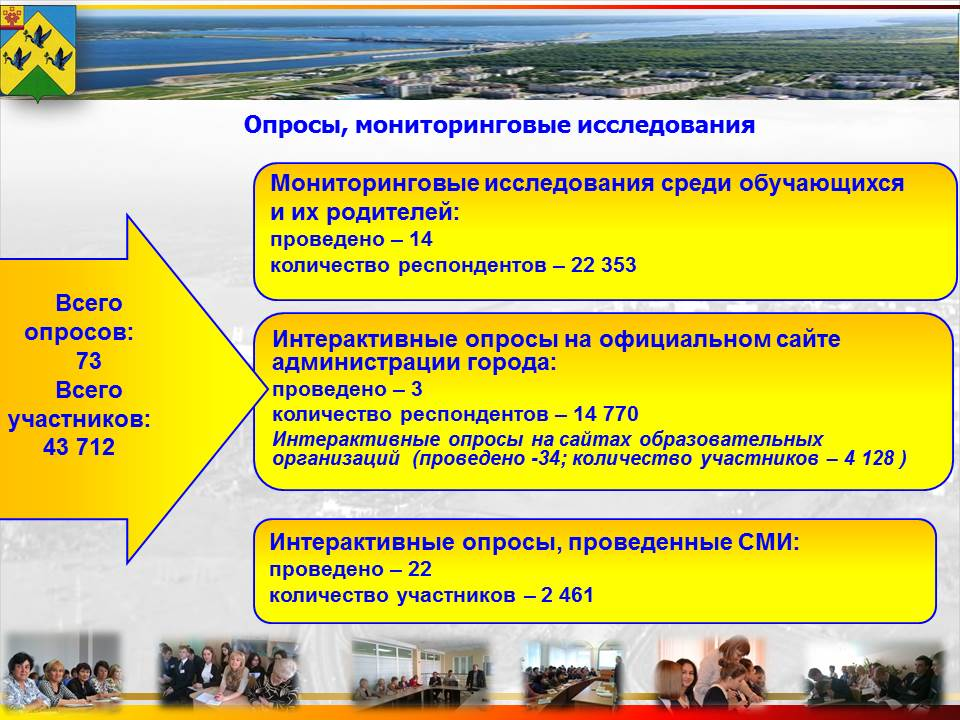 Опросы, мониторинговые исследования
Мониторинговые исследования среди обучающихся
и их родителей:
проведено – 14
количество респондентов – 22 353
Всего
опросов:
73
Всего
участников:
43 712
Интерактивные опросы на официальном сайте
администрации города:
проведено – 3
количество респондентов – 14 770
Интерактивные опросы на сайтах образовательных
организаций (проведено -34; количество участников – 4 128 )
Интерактивные опросы, проведенные СМИ:
проведено – 22
количество участников – 2 461